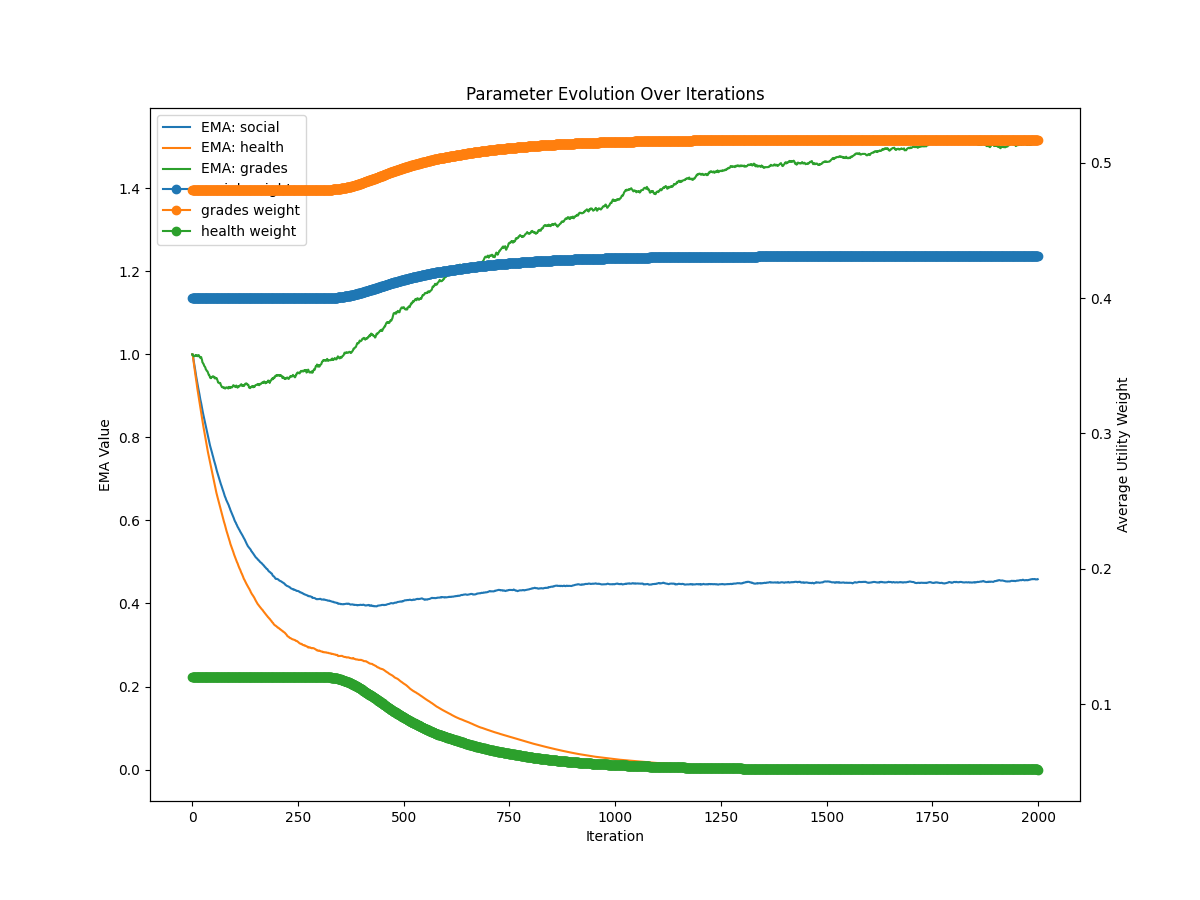 Parameter Evolution Over Iterations
EMA: social
EMA: health
EMA: grades
grades weight
health weight
EMA Value
1.4
1.2
1.0
0.8
0.6
0.4
0.2
0.0
0 250 500 750 1000 1250 1500 1750 2000
Iteration
0.5
0.4
0.3
0.2
0.1
Average Utility Weight